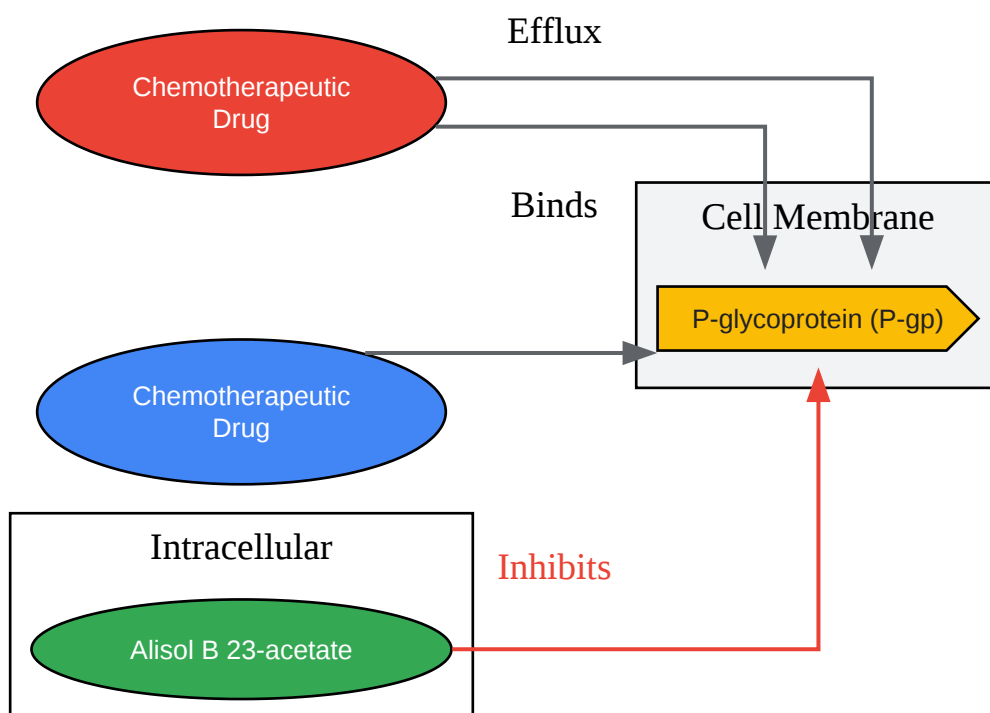 Efflux
Chemotherapeutic
Drug
Binds
Cell Membrane
P-glycoprotein (P-gp)
Chemotherapeutic
Drug
Intracellular
Inhibits
Alisol B 23-acetate